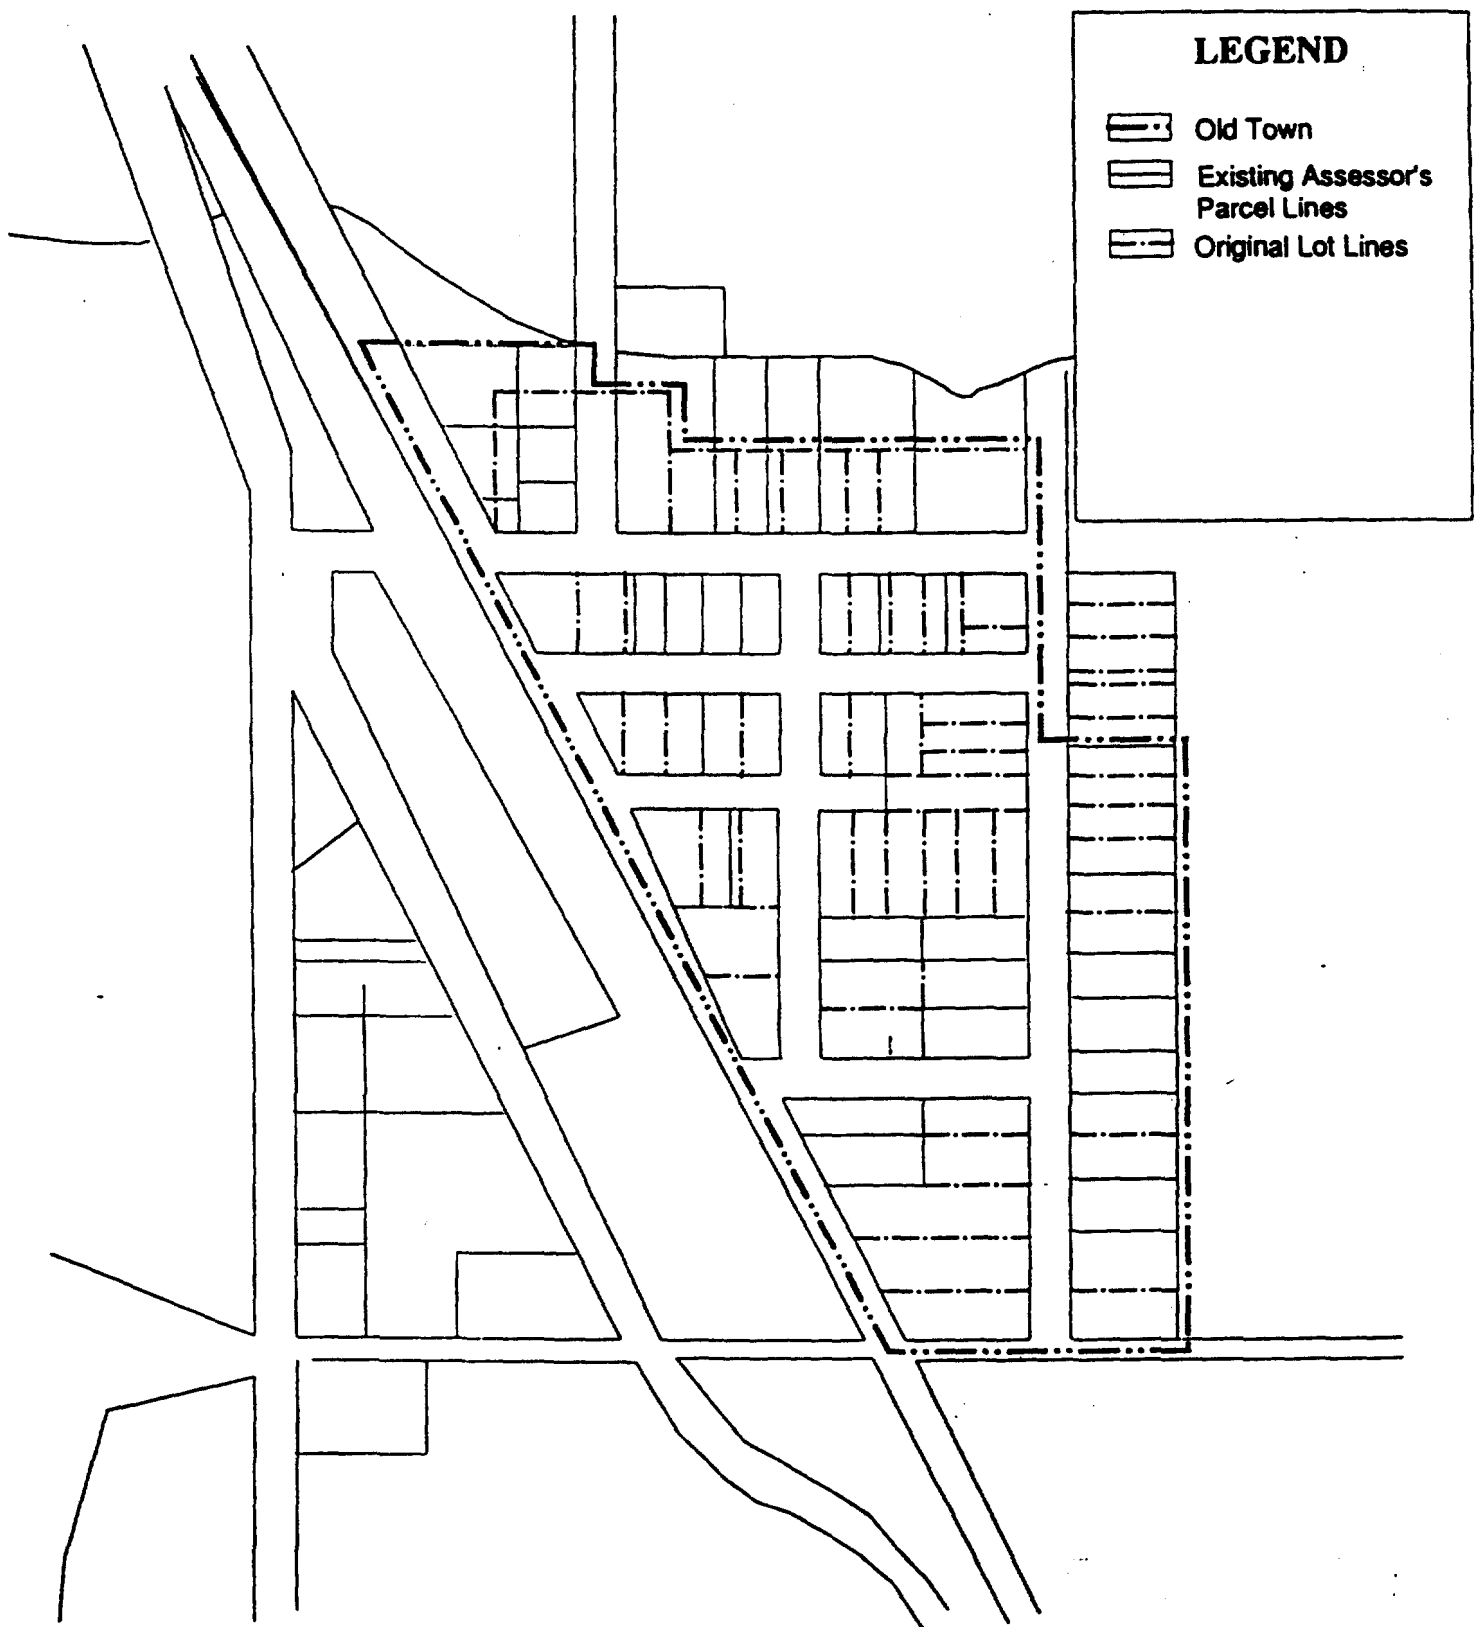 LEGEND
Old Town
Existing Assessor's
Parcel Lines
Original Lot Lines